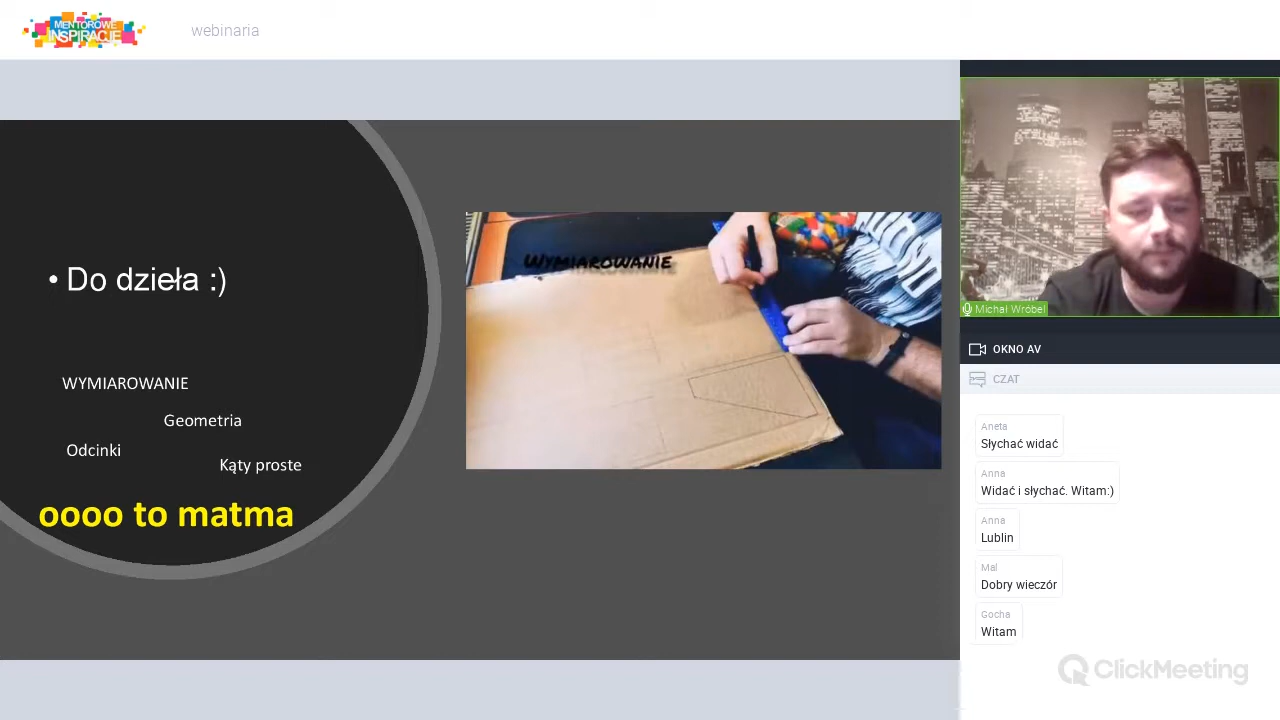 MENTOROWE
INSPIRACJE
webinaria
• Do dzieła :)
WYMIAROWANIE
Geometria
Odcinki
Kąty proste
oooo to matma
WYMIAROWANIE
Michał Wróbel
OKNO AV
CZAT
Aneta
Słychać widać
Anna
Widać i słychać. Witam:)
Anna
Lublin
Mal
Dobry wieczór
Gocha
Witam
ClickMeeting